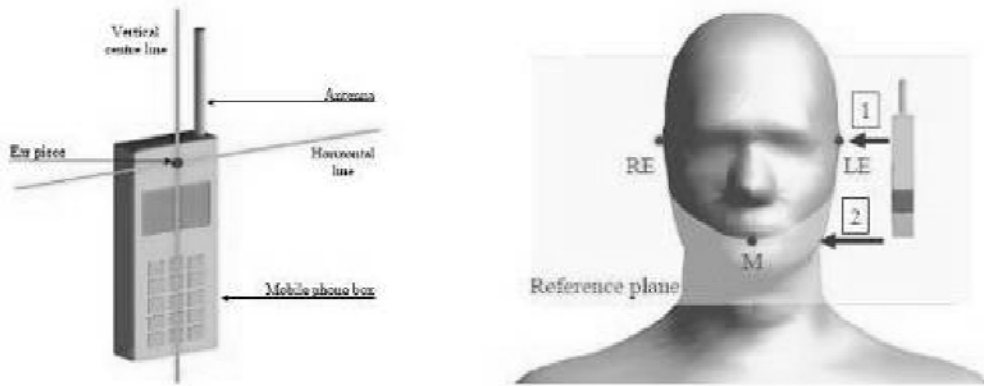 Vertical
centre line
Antenna
Ear piece
Horizontal
line
Mobile phone box
1
RE
LE
2
M
Reference plane